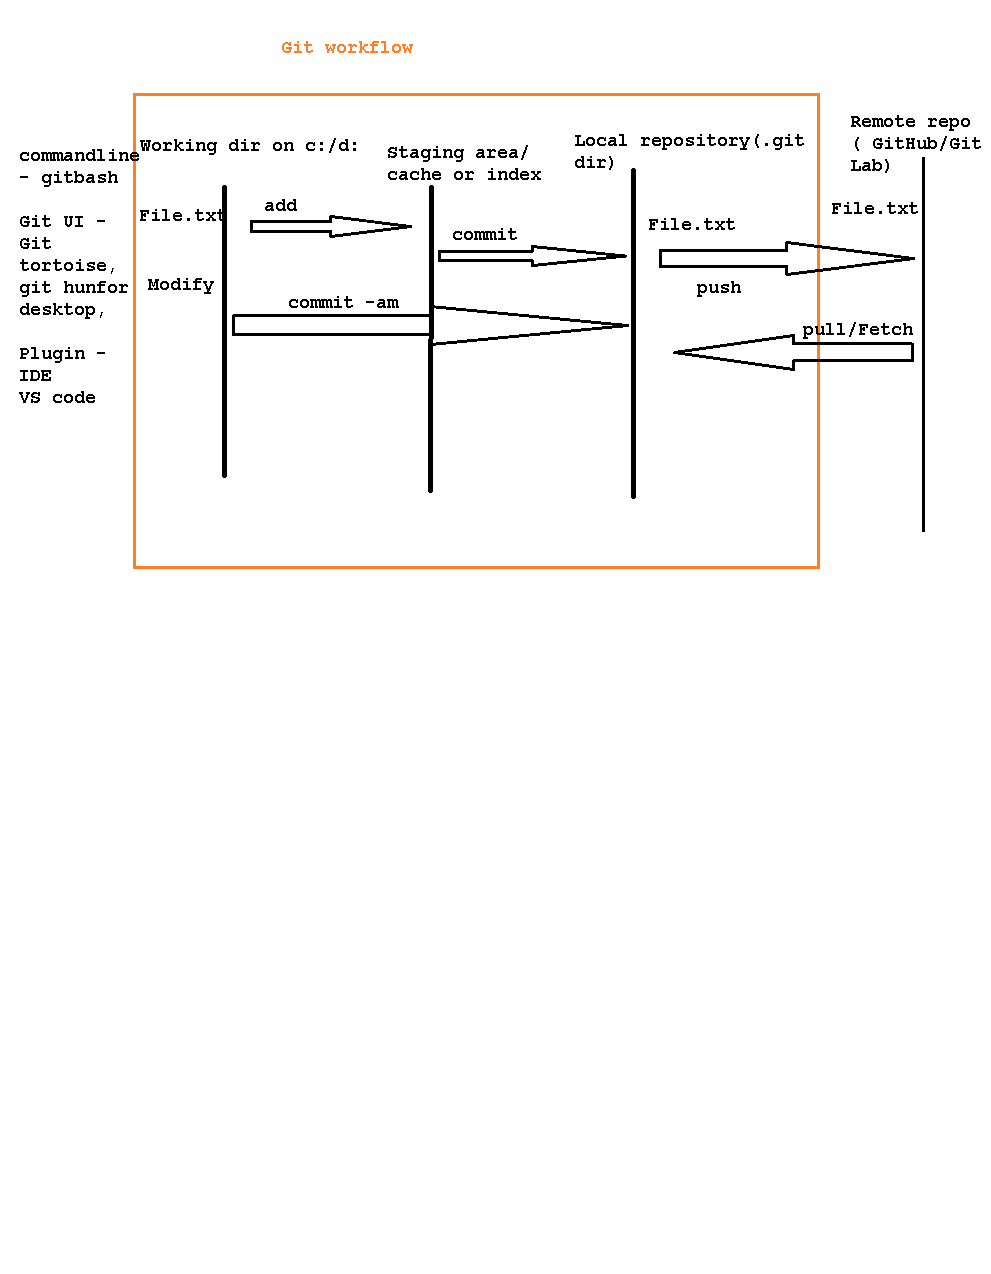 Git workflow
commandline
- gitbash
Git UI -
Git
tortoise,
git hunfor
desktop,
Plugin -
IDE
VS code
Working dir on c:/d:
File.txt
Modify
add
Staging area/
cache or index
commit
commit -am
Local repository(.git
dir)
File.txt
push
Remote repo
( GitHub/Git
Lab)
File.txt
pull/Fetch